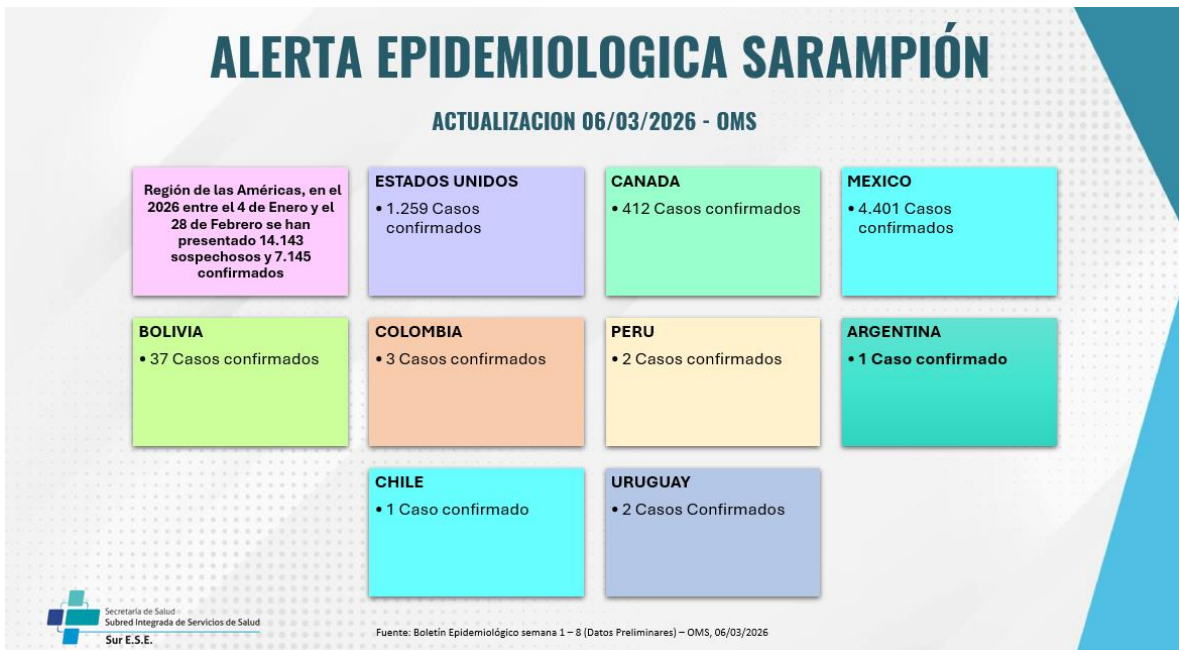 ALERTA EPIDEMIOLOGICA SARAMPIÓN
ACTUALIZACION 06/03/2026 - OMS
Región de las Américas, en el
2026 entre el 4 de Enero y el
28 de Febrero se han
presentado 14.143
sospechosos y 7.145
confirmados
ESTADOS UNIDOS
• 1.259 Casos
confirmados
CANADA
• 412 Casos confirmados
MEXICO
• 4.401 Casos
confirmados
BOLIVIA
• 37 Casos confirmados
COLOMBIA
• 3 Casos confirmados
PERU
• 2 Casos confirmados
ARGENTINA
• 1 Caso confirmado
CHILE
• 1 Caso confirmado
URUGUAY
• 2 Casos Confirmados
Secretaría de Salud
Subred Integrada de Servicios de Salud
Sur E.S.E.
Fuente: Boletín Epidemiológico semana 1 – 8 (Datos Preliminares) – OMS, 06/03/2026